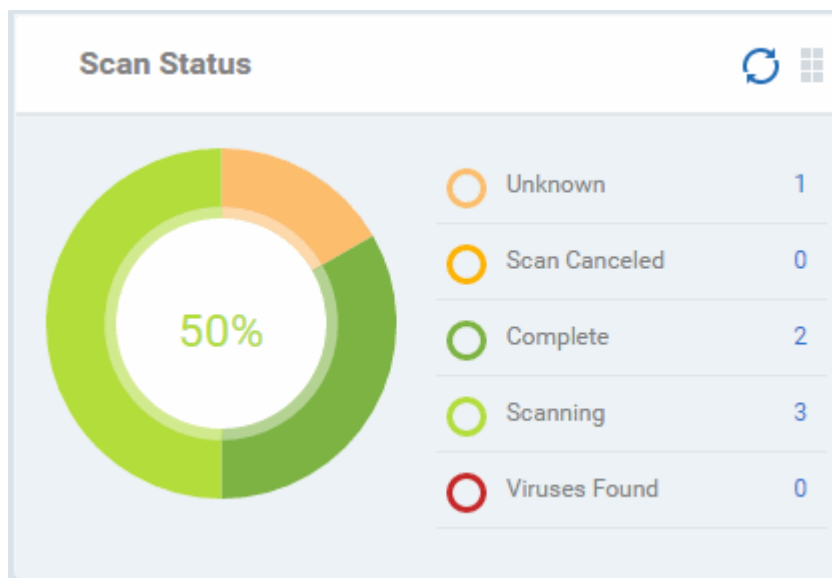 Scan Status
50%
Unknown 1
Scan Canceled 0
Complete 2
Scanning 3
Viruses Found 0